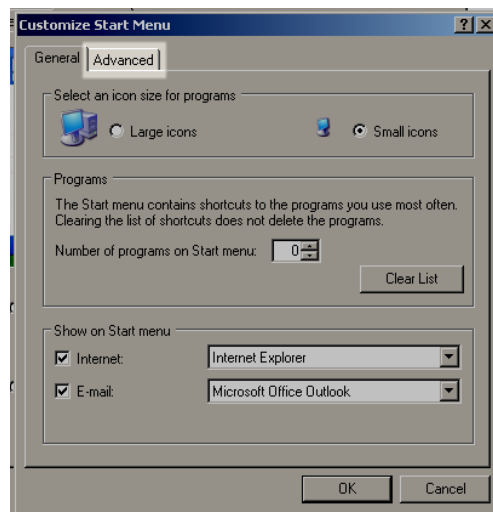 Customize Start Menu
General Advanced
Select an icon size for programs
Large icons Small icons
Programs
The Start menu contains shortcuts to the programs you use most often.
Clearing the list of shortcuts does not delete the programs.
Number of programs on Start menu: 0
Clear List
Show on Start menu
Internet: Internet Explorer
E-mail: Microsoft Office Outlook
OK Cancel